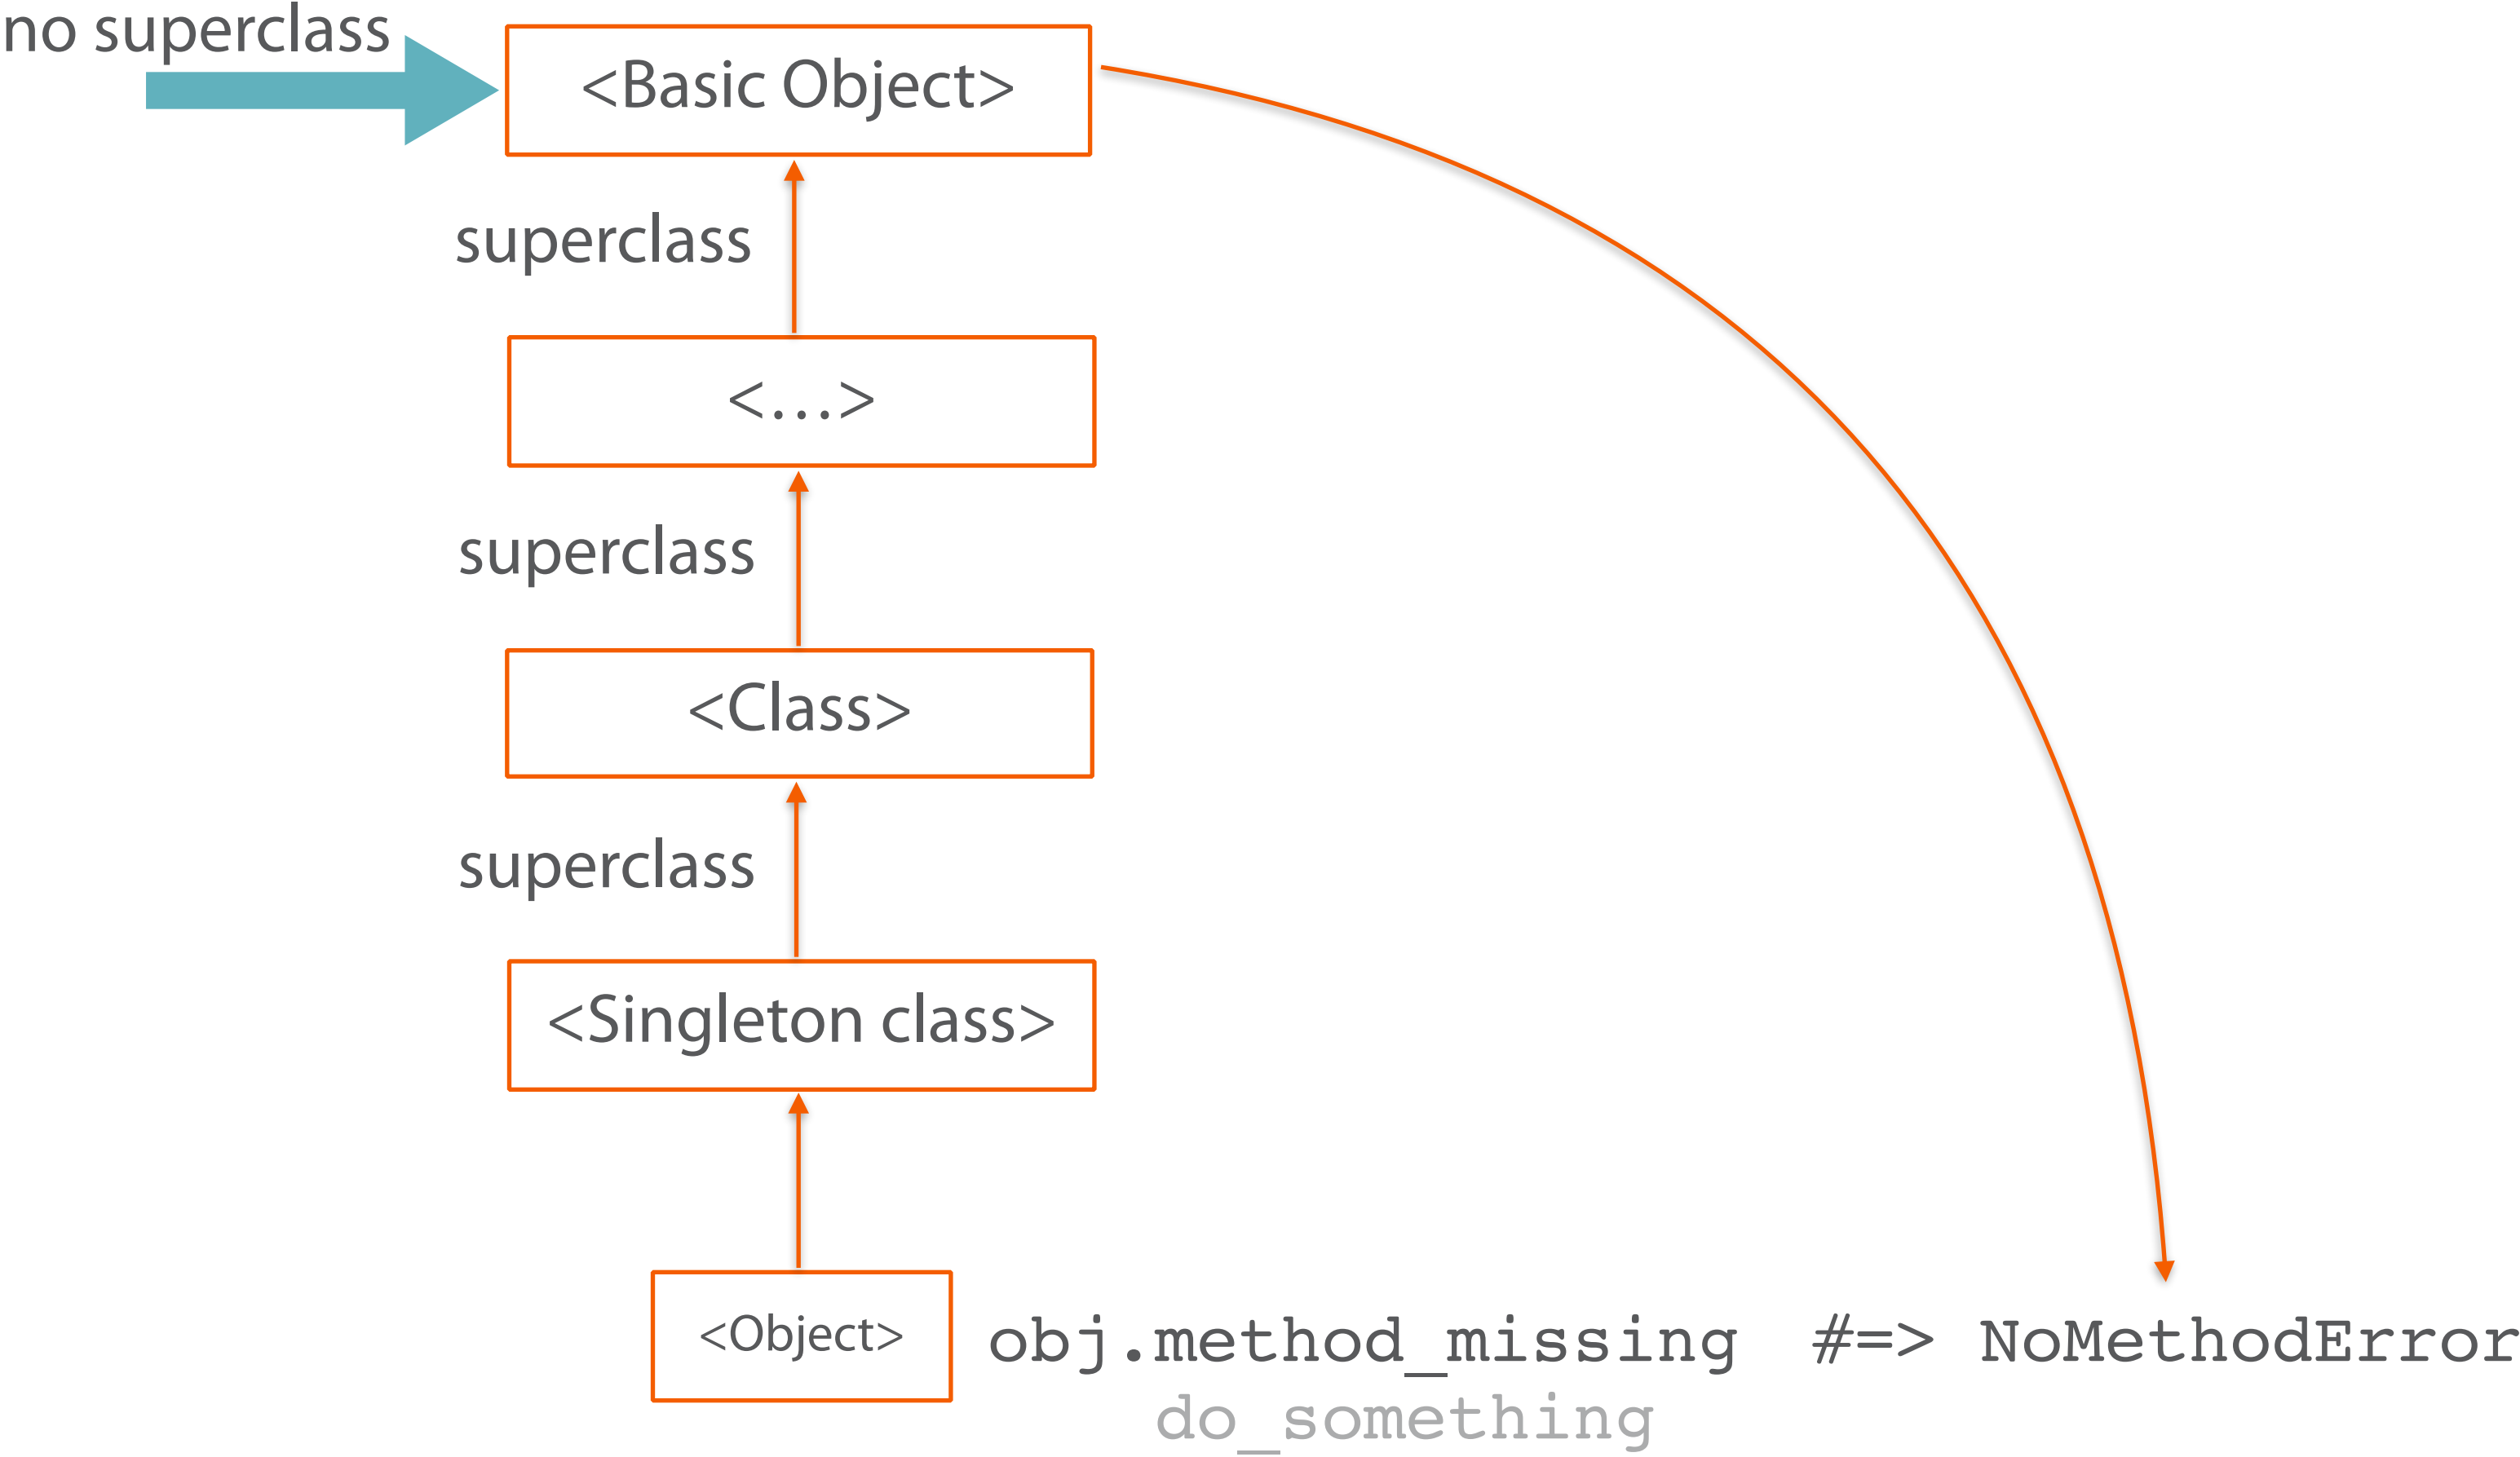 no superclass
<Basic Object>
superclass
<...>
superclass
<Class>
superclass
<Singleton class>
<Object>
obj.method_missing #=> NoMethodError
do_something